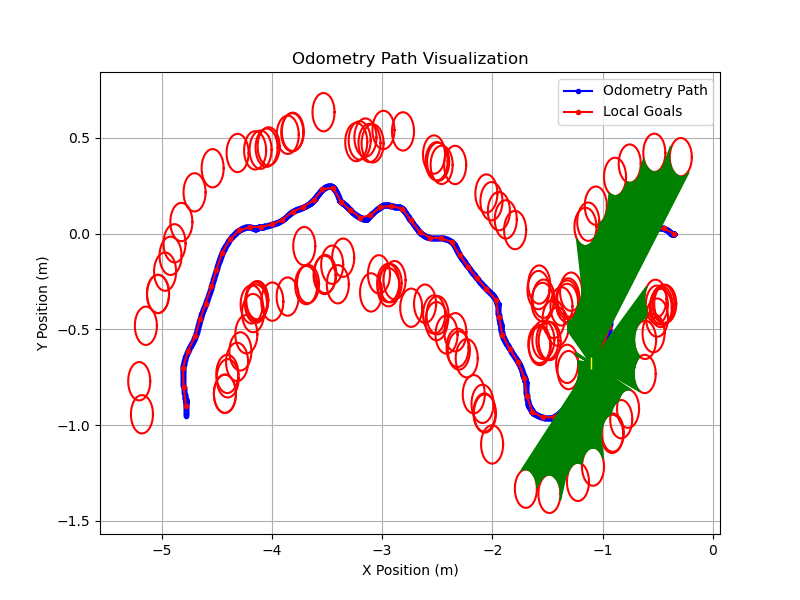 Odometry Path Visualization
Odometry Path
Local Goals
Y Position (m)
0.5
0.0
−0.5
−1.0
−1.5
−5
−4
−3
−2
−1
0
X Position (m)